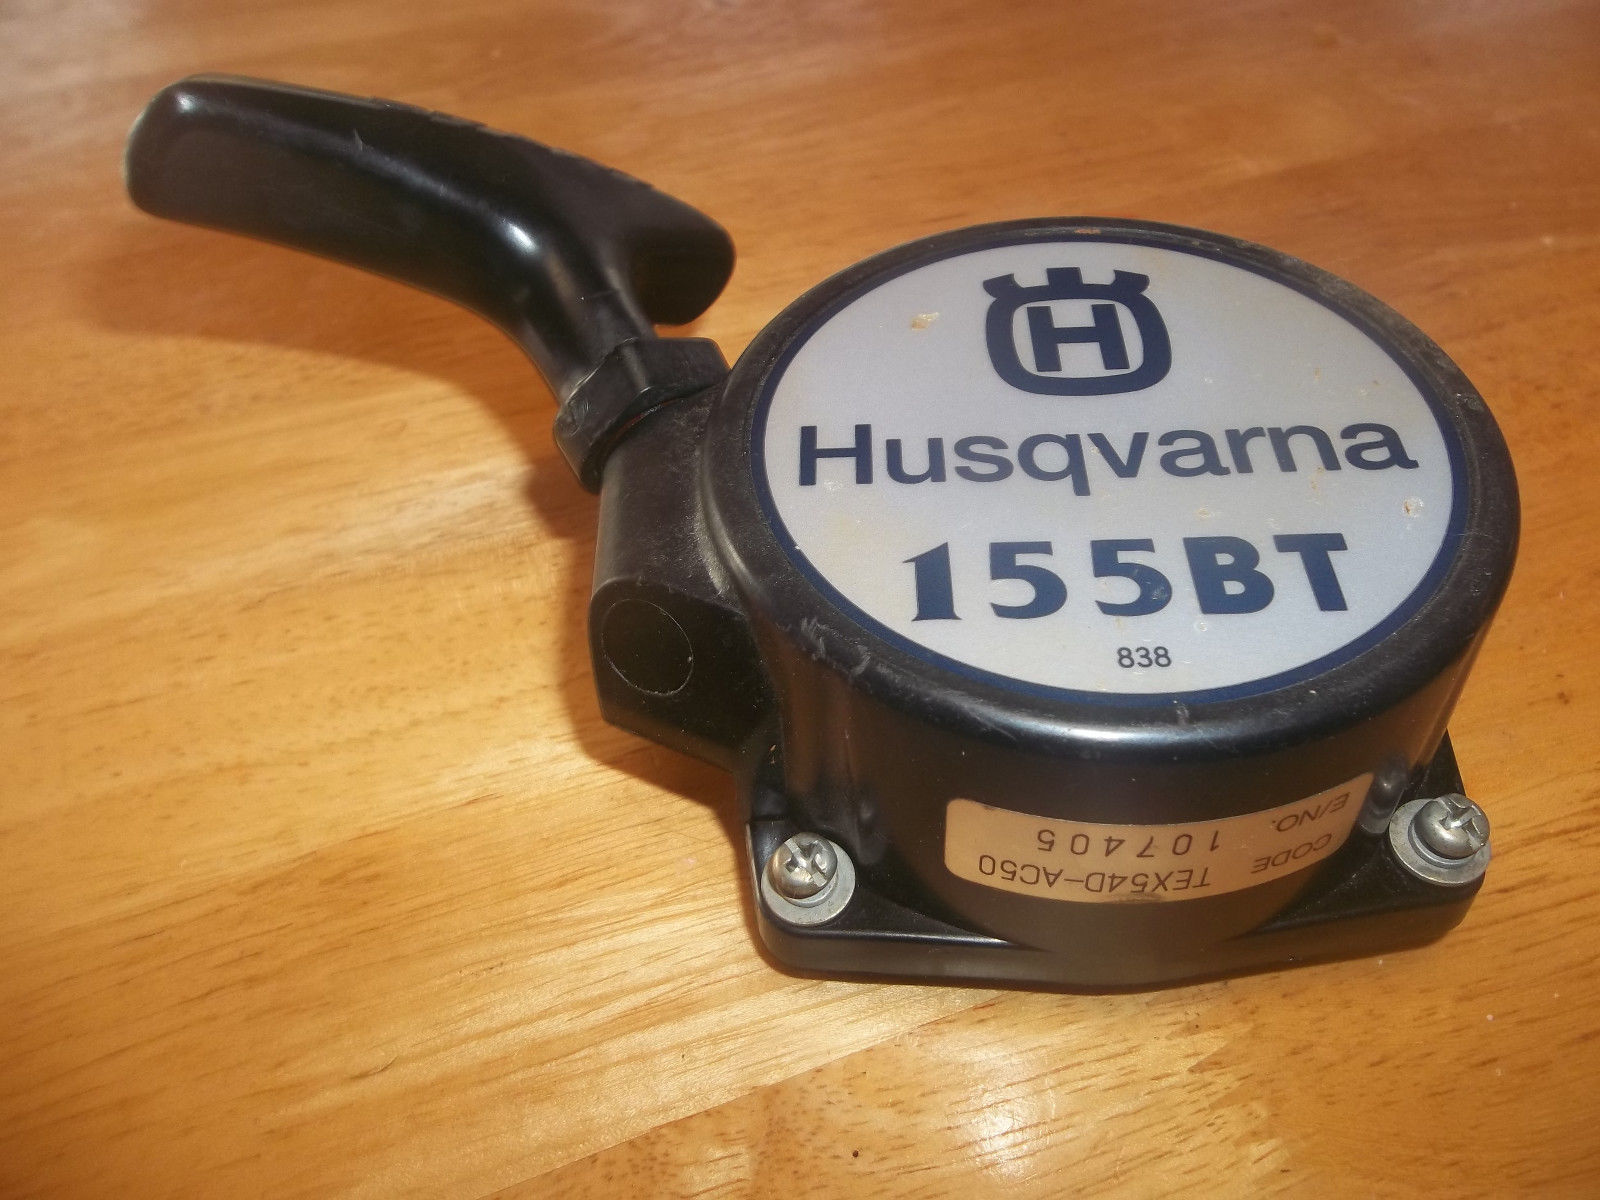 H
Husqvarna
155BT
838
CODE TEX54D-AC50
E/NO. 107405